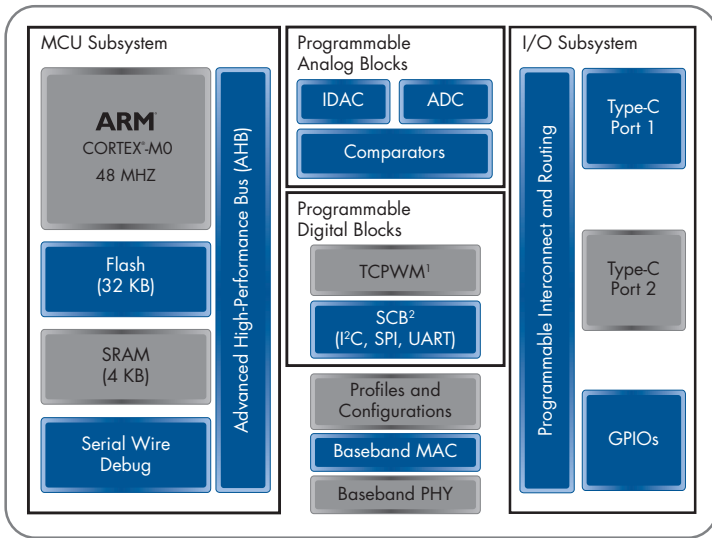 MCU Subsystem
ARM
CORTEX®-M0
48 MHZ
Flash
(32 KB)
SRAM
(4 KB)
Serial Wire
Debug
Advanced High-Performance Bus (AHB)
Programmable
Analog Blocks
IDAC
ADC
Comparators
Programmable
Digital Blocks
TCPWM¹
SCB²
(I²C, SPI, UART)
Profiles and
Configurations
Baseband MAC
Baseband PHY
I/O Subsystem
Programmable Interconnect and Routing
Type-C
Port 1
Type-C
Port 2
GPIOs